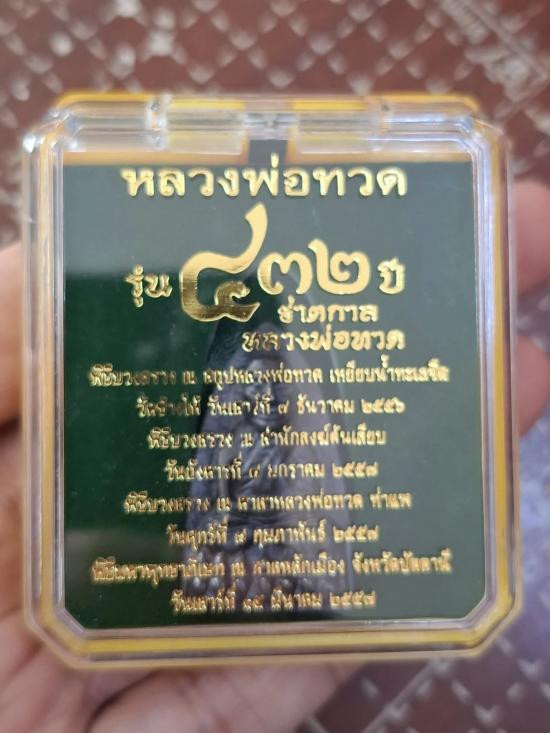 หลวงพ่อทวด
รุ่น ๔๓๒ ปี
ชาตกาล
หลวงพ่อทวด
พิธีบวงสรวง ณ สถูปหลวงพ่อทวด เหยียบน้ำทะเลจืด
วัดช้างให้ วันเสาร์ที่ ๗ ธันวาคม ๒๕๕๖
พิธีบวงสรวง ณ สำนักสงฆ์ต้นเลียบ
วันอังคารที่ ๗ มกราคม ๒๕๕๗
พิธีบวงสรวง ณ ศาลาหลวงพ่อทวด ท่าแพ
วันพุธที่ กุมภาพันธ์ ๒๕๕๗
พิธีมหาพุทธาภิเษก ณ ศาลหลักเมือง จังหวัดปัตตานี
วันเสาร์ที่ มีนาคม ๒๕๕๗